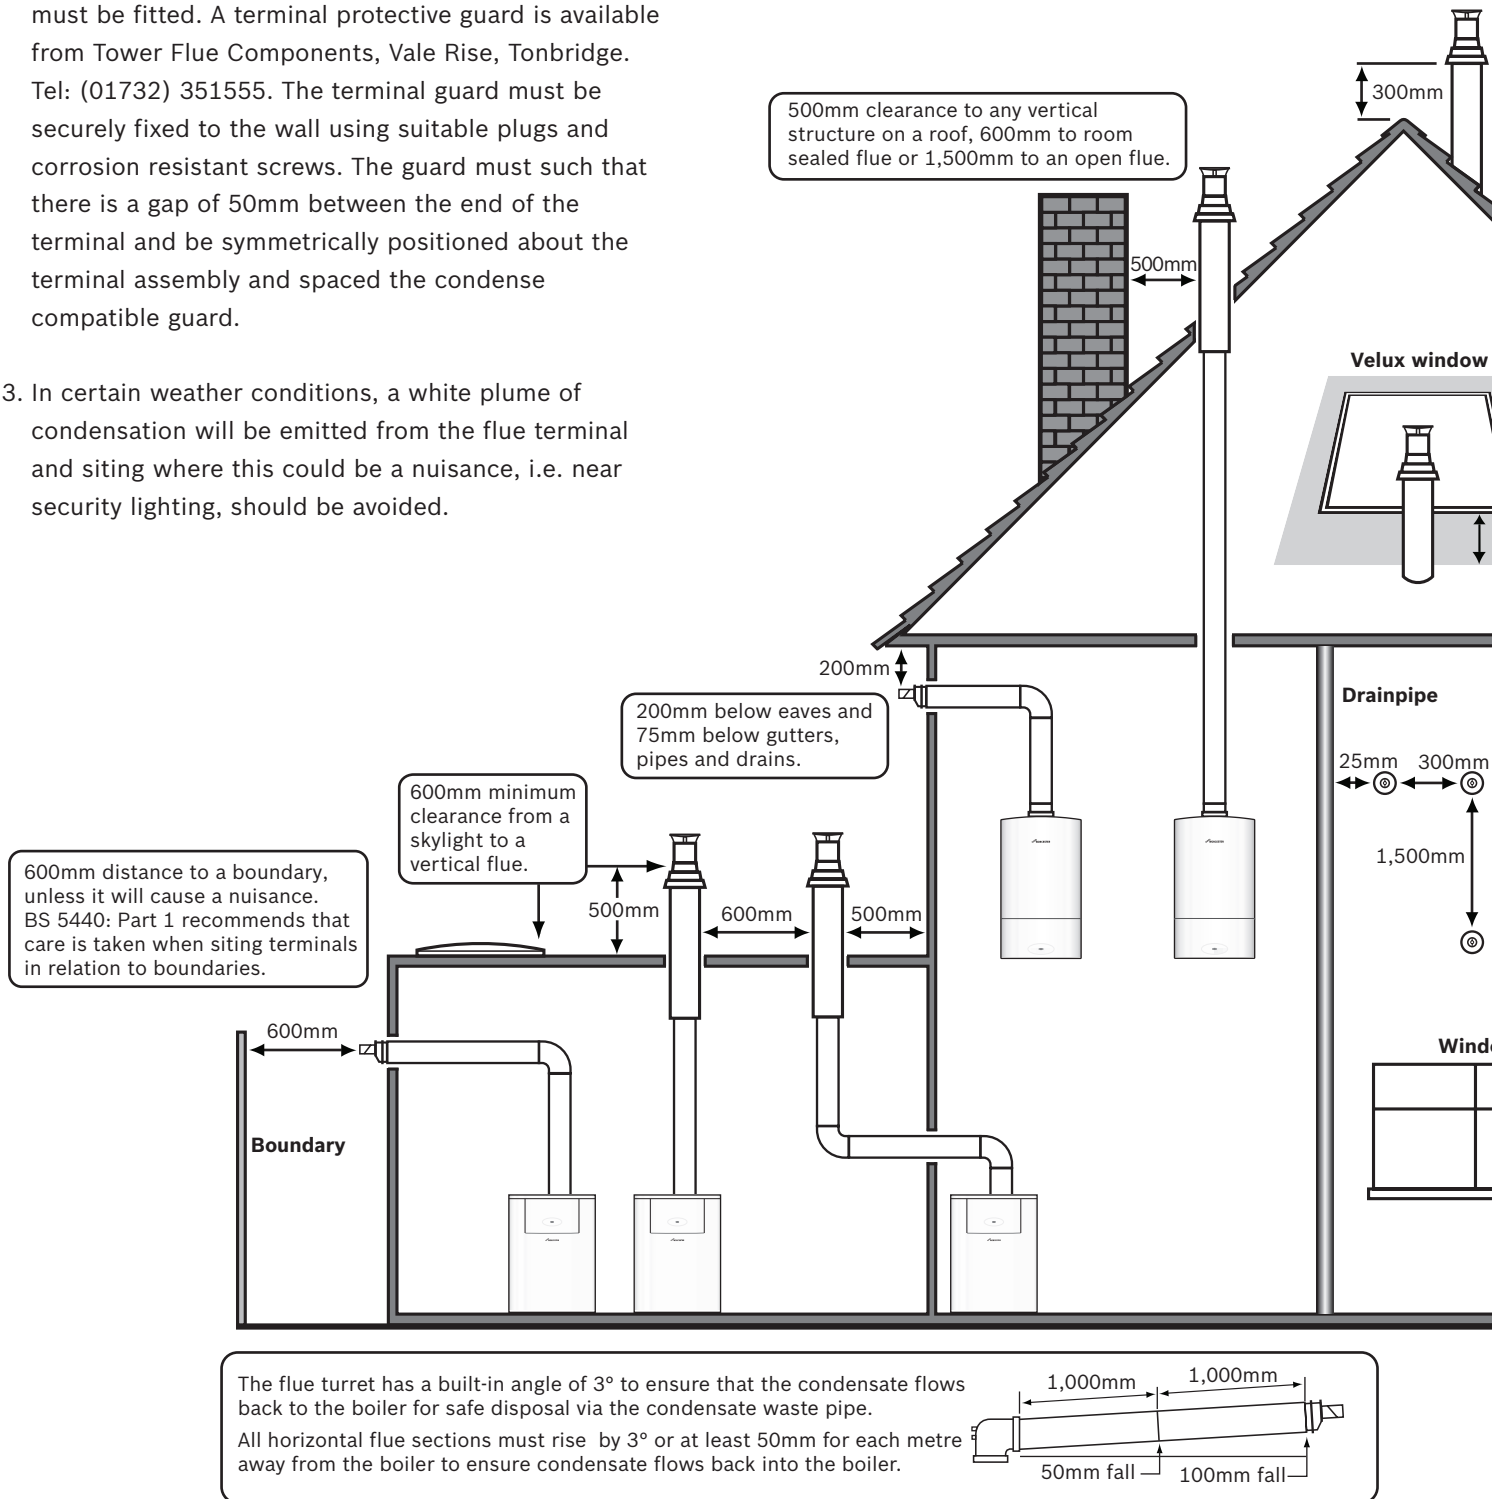 must be fitted. A terminal protective guard is available
from Tower Flue Components, Vale Rise, Tonbridge.
Tel: (01732) 351555. The terminal guard must be
securely fixed to the wall using suitable plugs and
corrosion resistant screws. The guard must such that
there is a gap of 50mm between the end of the
terminal and be symmetrically positioned about the
terminal assembly and spaced the condense
compatible guard.
3. In certain weather conditions, a white plume of
condensation will be emitted from the flue terminal
and siting where this could be a nuisance, i.e. near
security lighting, should be avoided.
300mm
500mm clearance to any vertical
structure on a roof, 600mm to room
sealed flue or 1,500mm to an open flue.
500mm
Velux window
200mm
200mm below eaves and
75mm below gutters,
pipes and drains.
Drainpipe
25mm 300mm
1,500mm
600mm minimum
clearance from a
skylight to a
vertical flue.
500mm
600mm
500mm
600mm distance to a boundary,
unless it will cause a nuisance.
BS 5440: Part 1 recommends that
care is taken when siting terminals
in relation to boundaries.
600mm
Boundary
The flue turret has a built-in angle of 3° to ensure that the condensate flows
back to the boiler for safe disposal via the condensate waste pipe.
All horizontal flue sections must rise by 3° or at least 50mm for each metre
away from the boiler to ensure condensate flows back into the boiler.
1,000mm
1,000mm
50mm fall
100mm fall